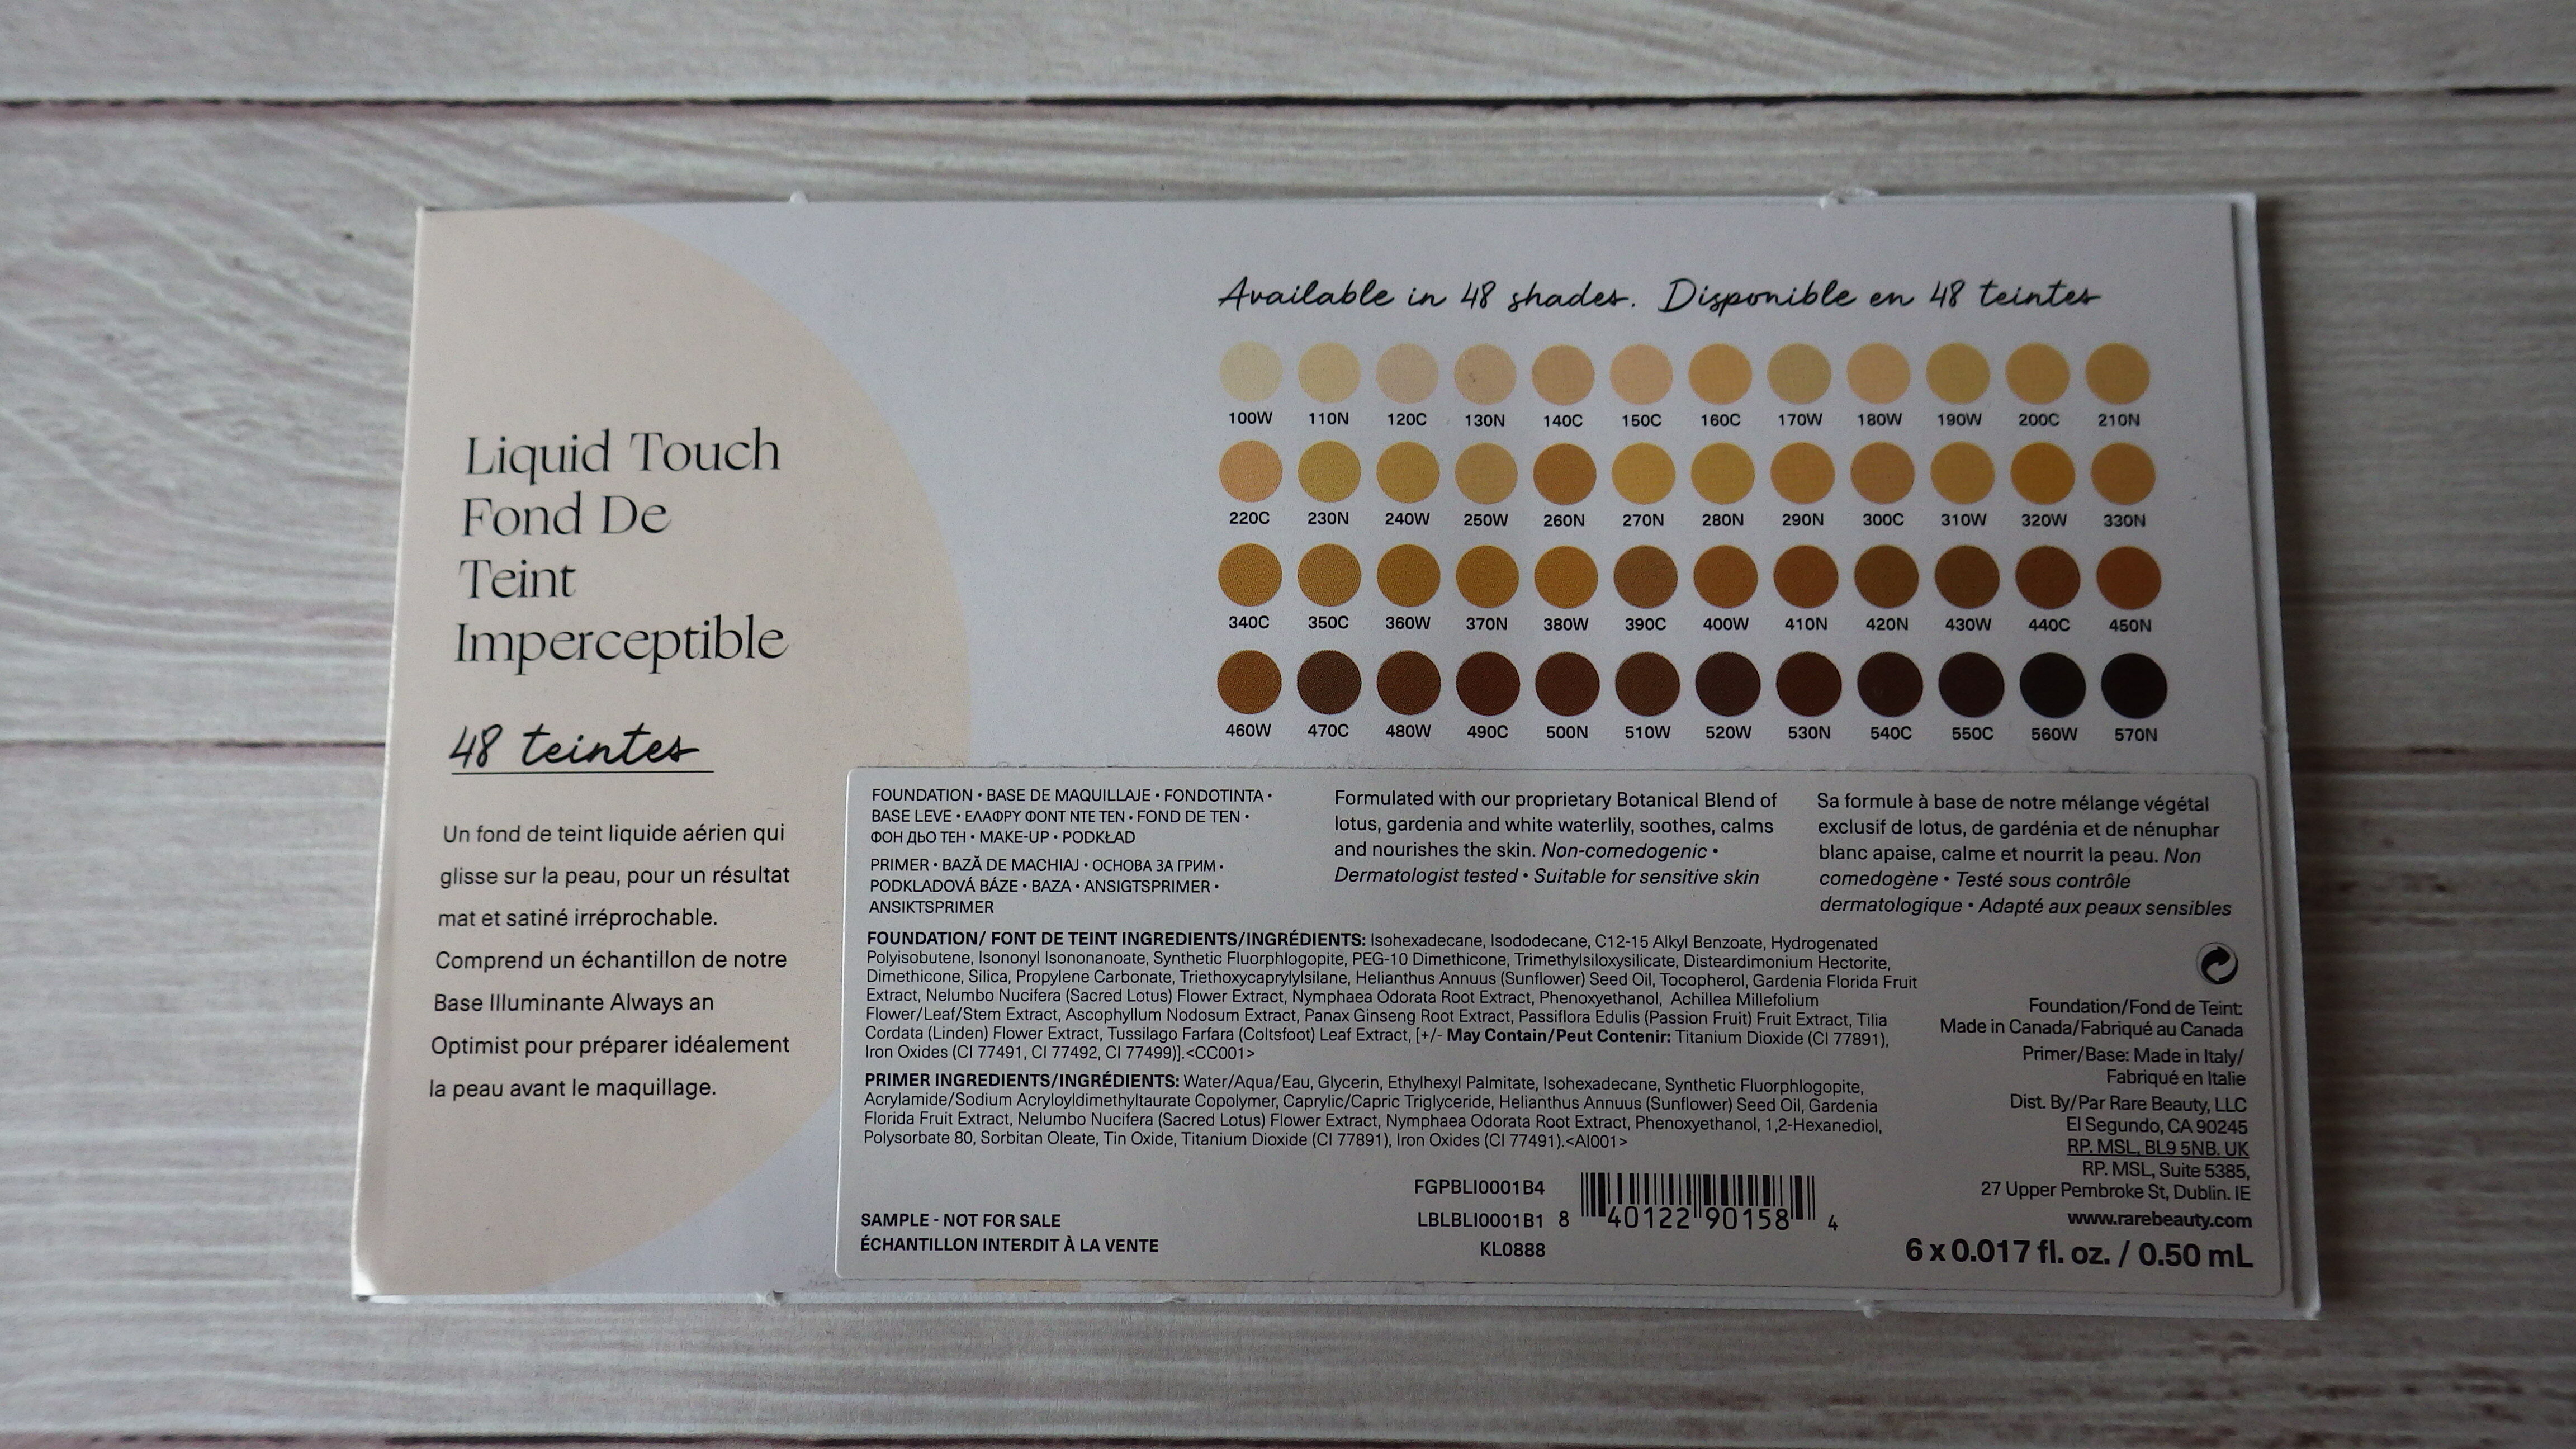 Liquid Touch
Fond De
Teint
Imperceptible
48 teintes
Un fond de teint liquide aérien qui
glisse sur la peau, pour un résultat
mat et satiné irréprochable.
Comprend un échantillon de notre
Base Illuminante Always an
Optimist pour préparer idéalement
la peau avant le maquillage.
Available in 48 shades. Disponible en 48 teintes
100W 110N 120C 130N 140C 150C 160C 170W 180W 190W 200C 210N
220C 230N 240W 250W 260N 270N 280N 290N 300C 310W 320W 330N
340C 350C 360W 370N 380W 390C 400W 410N 420N 430W 440C 450N
460W 470C 480W 490C 500N 510W 520W 530N 540C 550C 560W 570N
FOUNDATION • BASE DE MAQUILLAJE • FONDOTINTA •
BASE LEVE • ΕΛΑΦΡΥ ΦΟΝΤ ΝΤΕ ΤΕΝ • FOND DE TEN •
ФОН ДЬО ТЕН • MAKE-UP • PODKŁAD
PRIMER • BAZĂ DE MACHIAJ • ОСНОВА ЗА ГРИМ •
PODKLADOVÁ BÁZE • BAZA • ANSIGTSPRIMER •
ANSIKTSPRIMER
Formulated with our proprietary Botanical Blend of
lotus, gardenia and white waterlily, soothes, calms
and nourishes the skin. Non-comedogenic •
Dermatologist tested • Suitable for sensitive skin
Sa formule à base de notre mélange végétal
exclusif de lotus, de gardénia et de nénuphar
blanc apaise, calme et nourrit la peau. Non
comedogène • Testé sous contrôle
dermatologique • Adapté aux peaux sensibles
FOUNDATION/ FONT DE TEINT INGREDIENTS/INGRÉDIENTS: Isohexadecane, Isododecane, C12-15 Alkyl Benzoate, Hydrogenated
Polyisobutene, Isononyl Isononanoate, Synthetic Fluorphlogopite, PEG-10 Dimethicone, Trimethylsiloxysilicate, Disteardimonium Hectorite,
Dimethicone, Silica, Propylene Carbonate, Triethoxycaprylylsilane, Helianthus Annuus (Sunflower) Seed Oil, Tocopherol, Gardenia Florida Fruit
Extract, Nelumbo Nucifera (Sacred Lotus) Flower Extract, Nymphaea Odorata Root Extract, Phenoxyethanol, Achillea Millefolium
Flower/Leaf/Stem Extract, Ascophyllum Nodosum Extract, Panax Ginseng Root Extract, Passiflora Edulis (Passion Fruit) Fruit Extract, Tilia
Cordata (Linden) Flower Extract, Tussilago Farfara (Coltsfoot) Leaf Extract, [+/- May Contain/Peut Contenir: Titanium Dioxide (CI 77891),
Iron Oxides (CI 77491, CI 77492, CI 77499)].<CC001>
PRIMER INGREDIENTS/INGRÉDIENTS: Water/Aqua/Eau, Glycerin, Ethylhexyl Palmitate, Isohexadecane, Synthetic Fluorphlogopite,
Acrylamide/Sodium Acryloyldimethyltaurate Copolymer, Caprylic/Capric Triglyceride, Helianthus Annuus (Sunflower) Seed Oil, Gardenia
Florida Fruit Extract, Nelumbo Nucifera (Sacred Lotus) Flower Extract, Nymphaea Odorata Root Extract, Phenoxyethanol, 1,2-Hexanediol,
Polysorbate 80, Sorbitan Oleate, Tin Oxide, Titanium Dioxide (CI 77891), Iron Oxides (CI 77491).<AI001>
Foundation/Fond de Teint:
Made in Canada/Fabriqué au Canada
Primer/Base: Made in Italy/
Fabriqué en Italie
Dist. By/Par Rare Beauty, LLC
El Segundo, CA 90245
RP. MSL, BL9 5NB. UK
RP. MSL, Suite 5385,
27 Upper Pembroke St, Dublin. IE
www.rarebeauty.com
6 x 0.017 fl. oz. / 0.50 mL
SAMPLE - NOT FOR SALE
ÉCHANTILLON INTERDIT À LA VENTE
FGPBLI0001B4
LBLBLI0001B1
KL0888
8 40122 90158 4